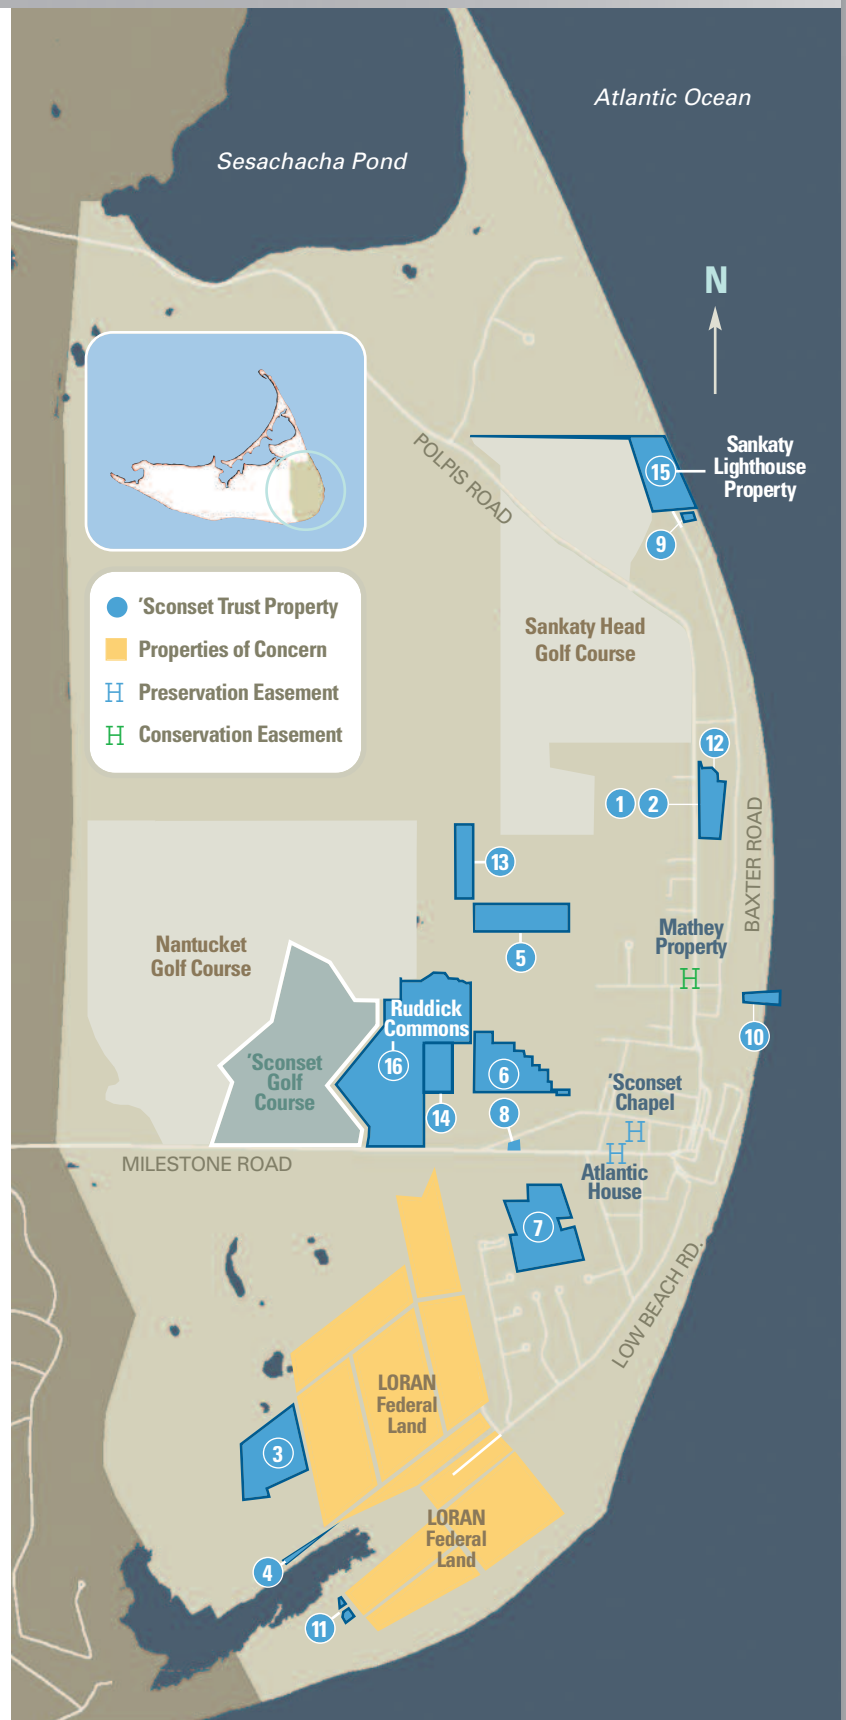 Atlantic Ocean
Sesachacha Pond
N
POLPIS ROAD
Sankaty
Lighthouse
Property
15
9
'Sconset Trust Property
Properties of Concern
H Preservation Easement
H Conservation Easement
Sankaty Head
Golf Course
12
1 2
BAXTER ROAD
13
5
Mathey
Property
H
Nantucket
Golf Course
10
Ruddick
Commons
16
'Sconset
Golf
Course
6
14
8
'Sconset
Chapel
H
H
Atlantic
House
MILESTONE ROAD
7
LOW BEACH RD.
LORAN
Federal
Land
3
LORAN
Federal
Land
4
11